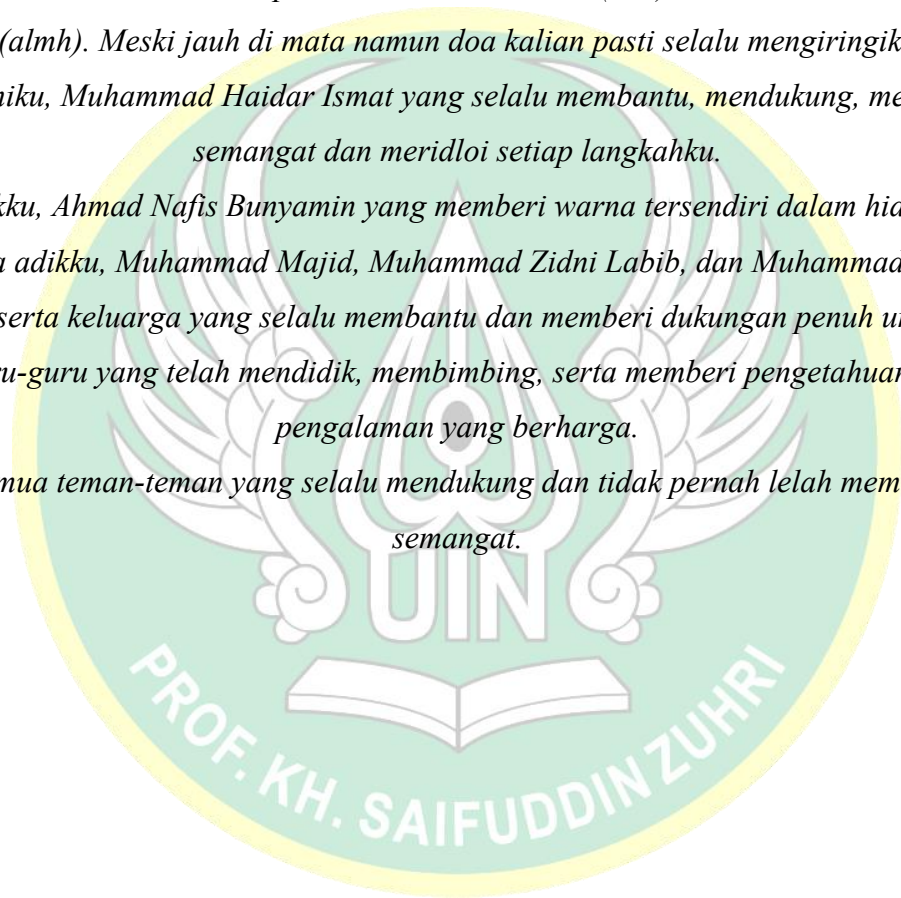 (almh). Meski jauh di mata namun doa kalian pasti selalu mengiringik
iku, Muhammad Haidar Ismat yang selalu membantu, mendukung, me
semangat dan meridloi setiap langkahku.
kku, Ahmad Nafis Bunyamin yang memberi warna tersendiri dalam hid
a adikku, Muhammad Majid, Muhammad Zidni Labib, dan Muhammad
serta keluarga yang selalu membantu dan memberi dukungan penuh u
ru-guru yang telah mendidik, membimbing, serta memberi pengetahuan
pengalaman yang berharga.
mua teman-teman yang selalu mendukung dan tidak pernah lelah mem
semangat.
UIN
PROF. KH. SAIFUDDIN ZUHRI